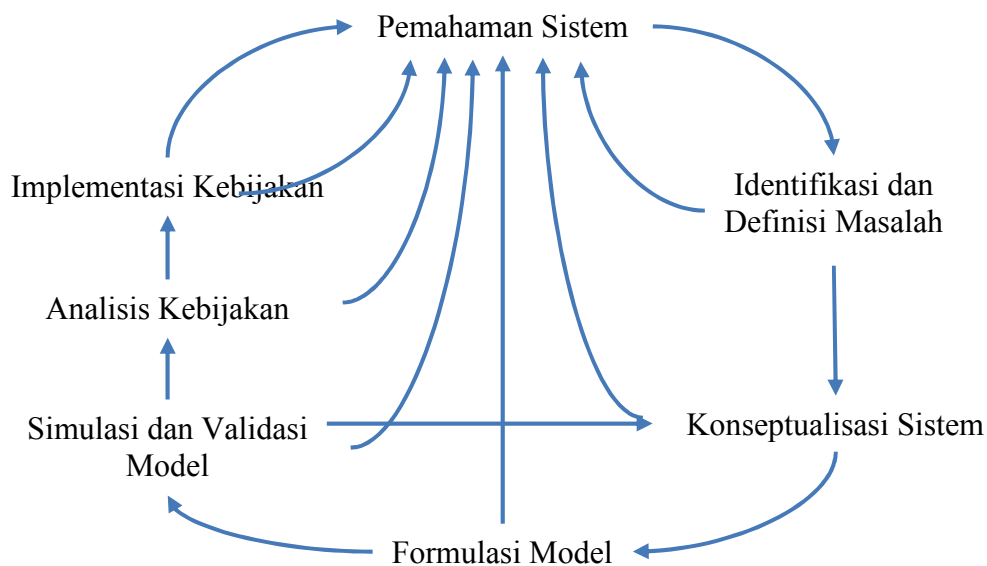 Pemahaman Sistem
Identifikasi dan
Definisi Masalah
Konseptualisasi Sistem
Formulasi Model
Simulasi dan Validasi
Model
Analisis Kebijakan
Implementasi Kebijakan